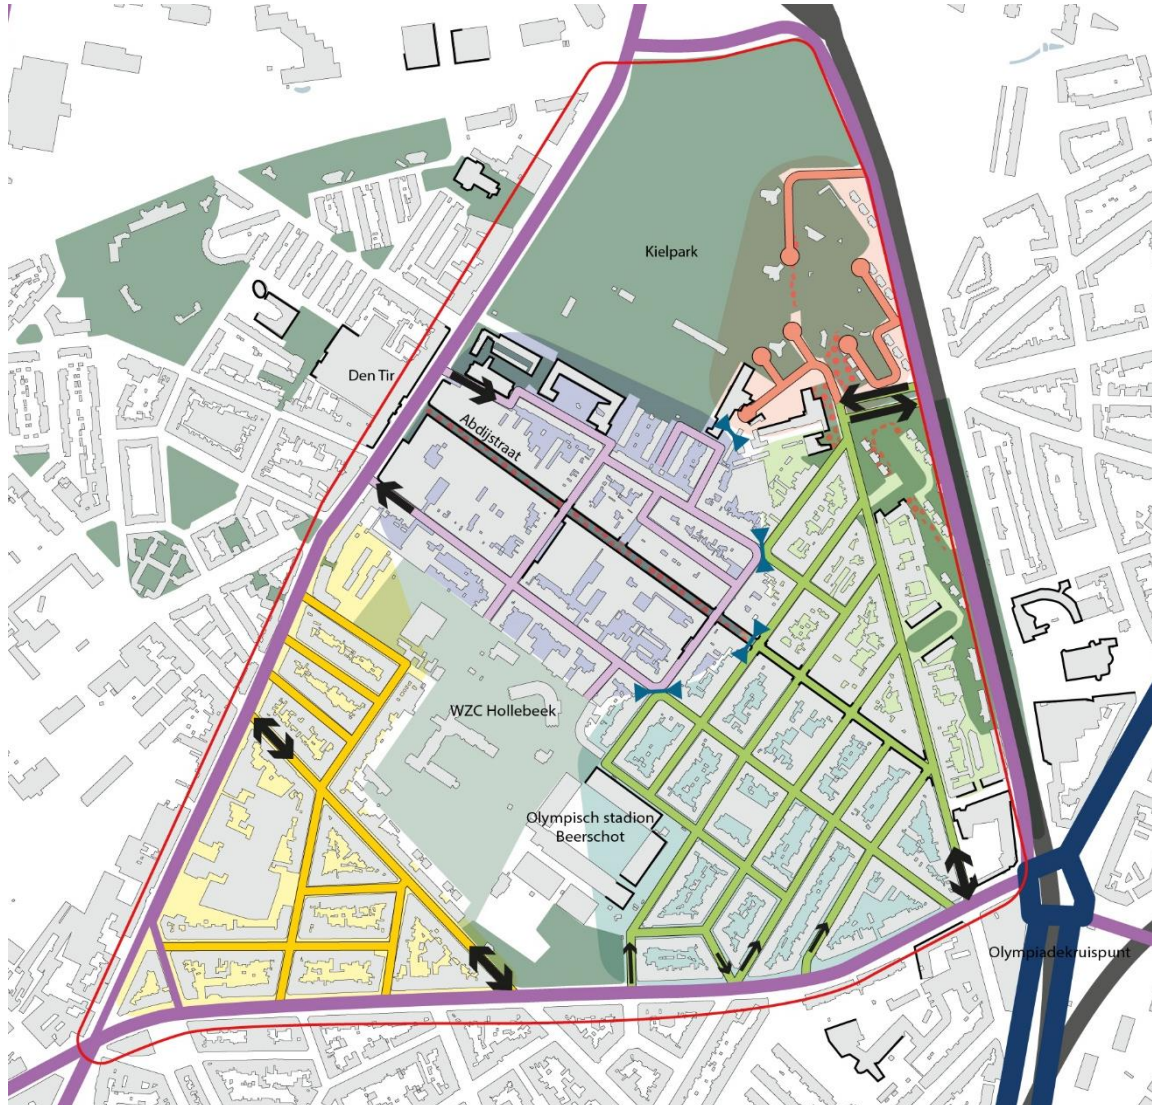 Kielpark
Den Tir
Abdijstraat
WZC Hollebeek
Olympisch stadion
Beerschot
Olympiadekruispunt